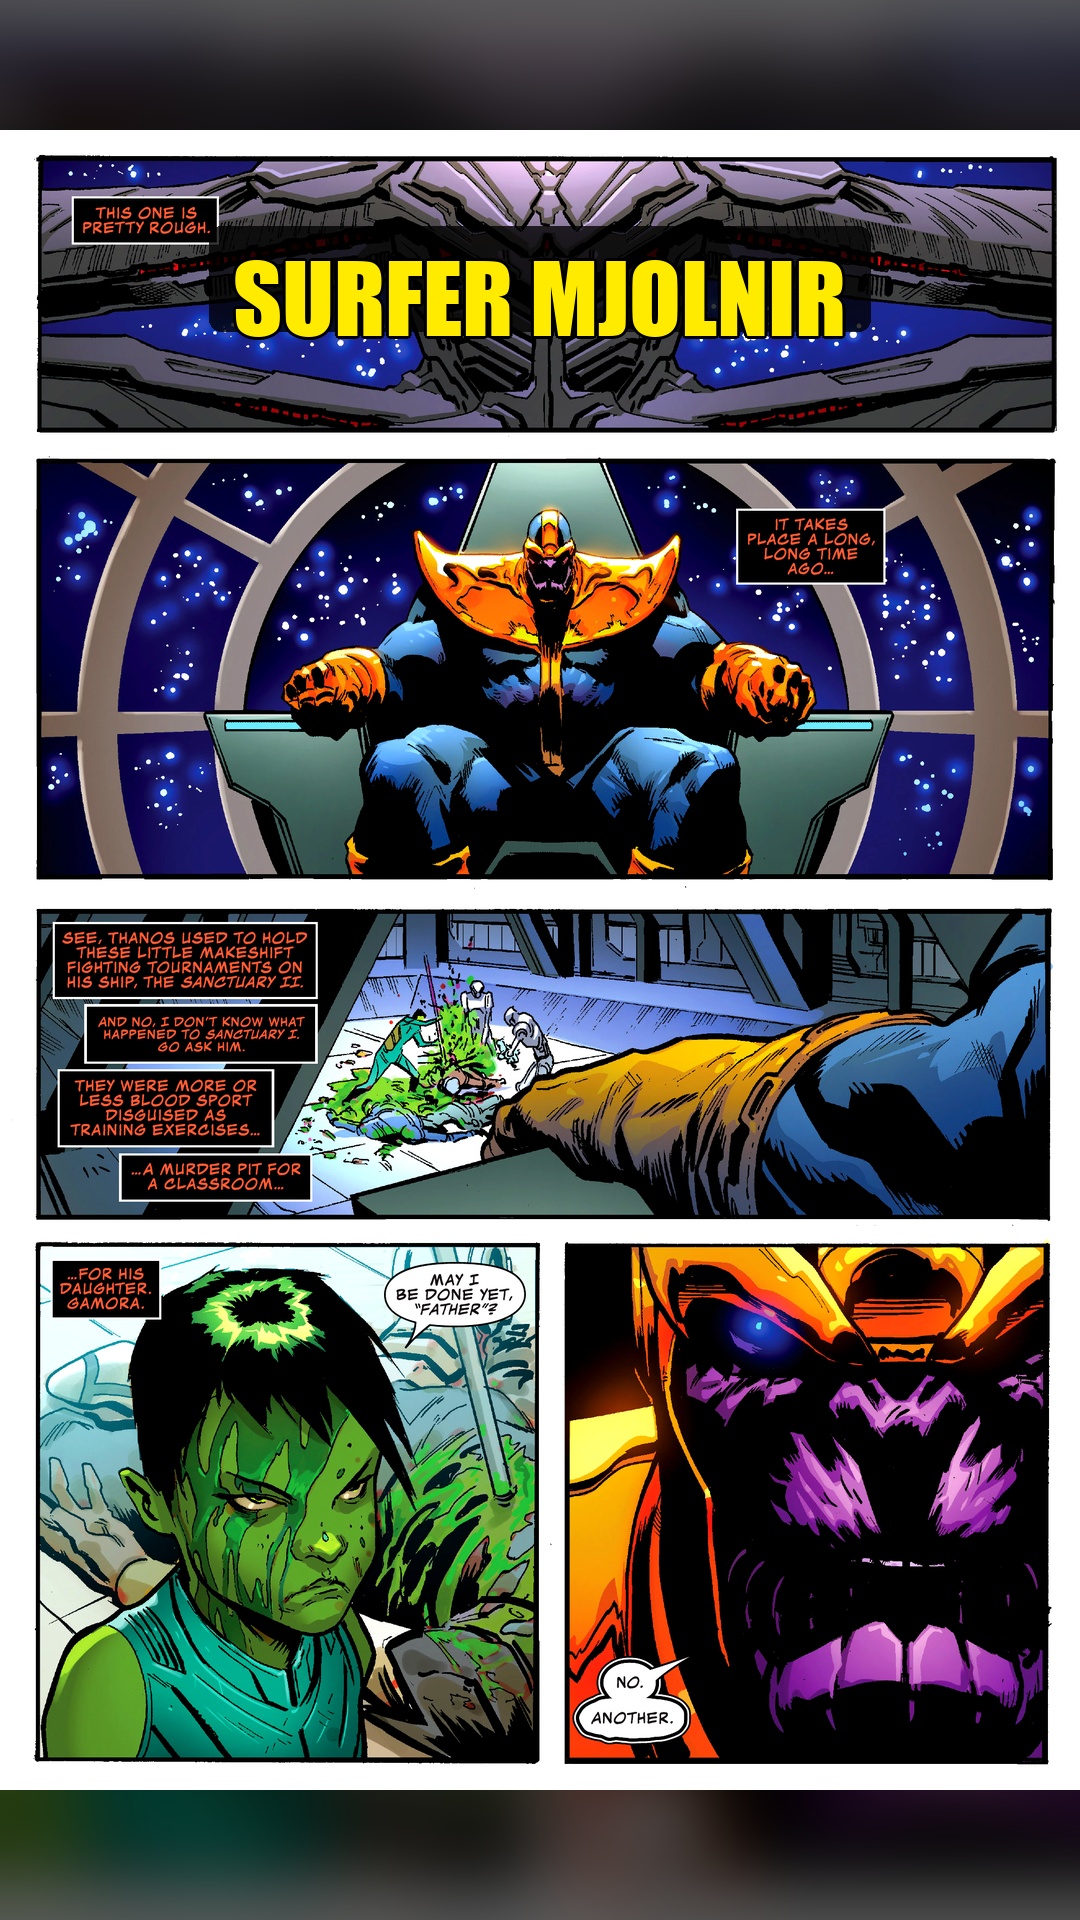 THIS ONE IS
PRETTY ROUGH.
SURFER MJOLNIR
IT TAKES
PLACE A LONG,
LONG TIME
AGO...
SEE, THANOS USED TO HOLD
THESE LITTLE MAKESHIFT
FIGHTING TOURNAMENTS ON
HIS SHIP, THE SANCTUARY II.
AND NO, I DON'T KNOW WHAT
HAPPENED TO SANCTUARY I.
GO ASK HIM.
THEY WERE MORE OR
LESS BLOOD SPORT
DISGUISED AS
TRAINING EXERCISES...
...A MURDER PIT FOR
A CLASSROOM...
...FOR HIS
DAUGHTER.
GAMORA.
MAY I
BE DONE YET,
"FATHER"?
NO.
ANOTHER.